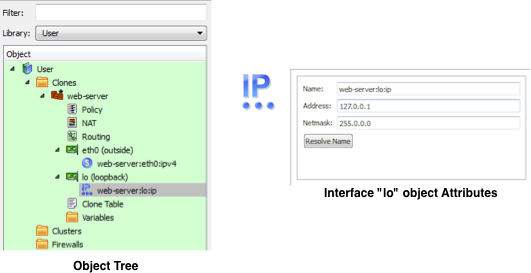 Filter:
Library: User
Object
User
Clones
web-server
Policy
NAT
Routing
eth0 (outside)
web-server:eth0:ipv4
lo (loopback)
IP web-server:lo:ip
Clone Table
Variables
Clusters
Firewalls
Object Tree
IP
Name: web-server:lo:ip
Address: 127.0.0.1
Netmask: 255.0.0.0
Resolve Name
Interface "lo" object Attributes